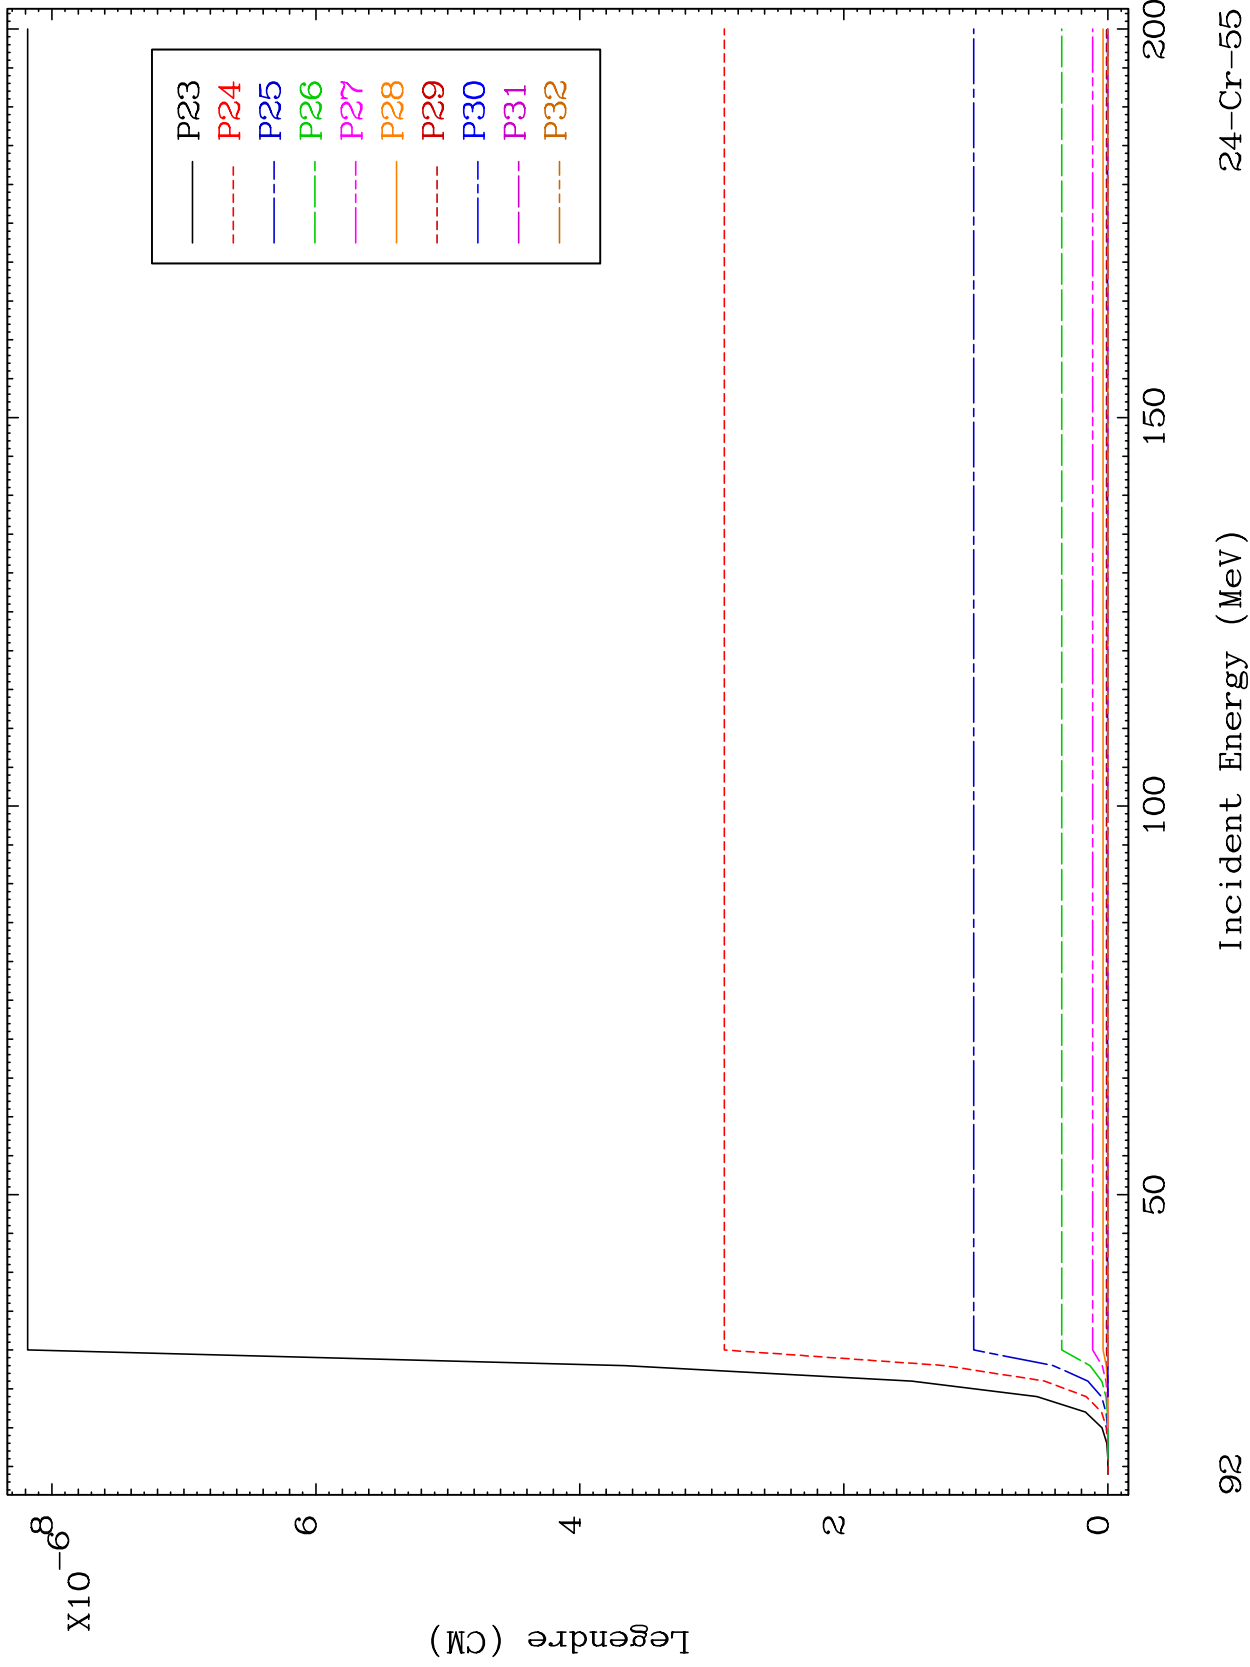 X10
-6
8
6
4
2
0
Legendre (CM)
P23
P24
P25
P26
P27
P28
P29
P30
P31
P32
50
100
150
200
Incident Energy (MeV)
92
24-Cr-55